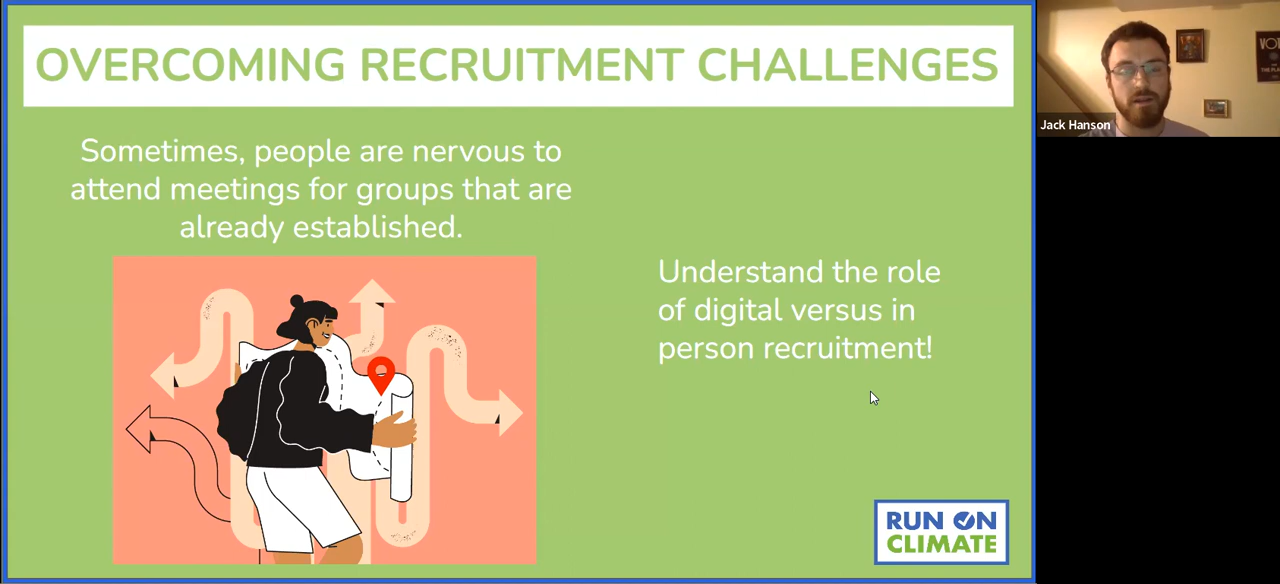 OVERCOMING RECRUITMENT CHALLENGES
Sometimes, people are nervous to
attend meetings for groups that are
already established.
Understand the role
of digital versus in
person recruitment!
RUN ON
CLIMATE
Jack Hanson